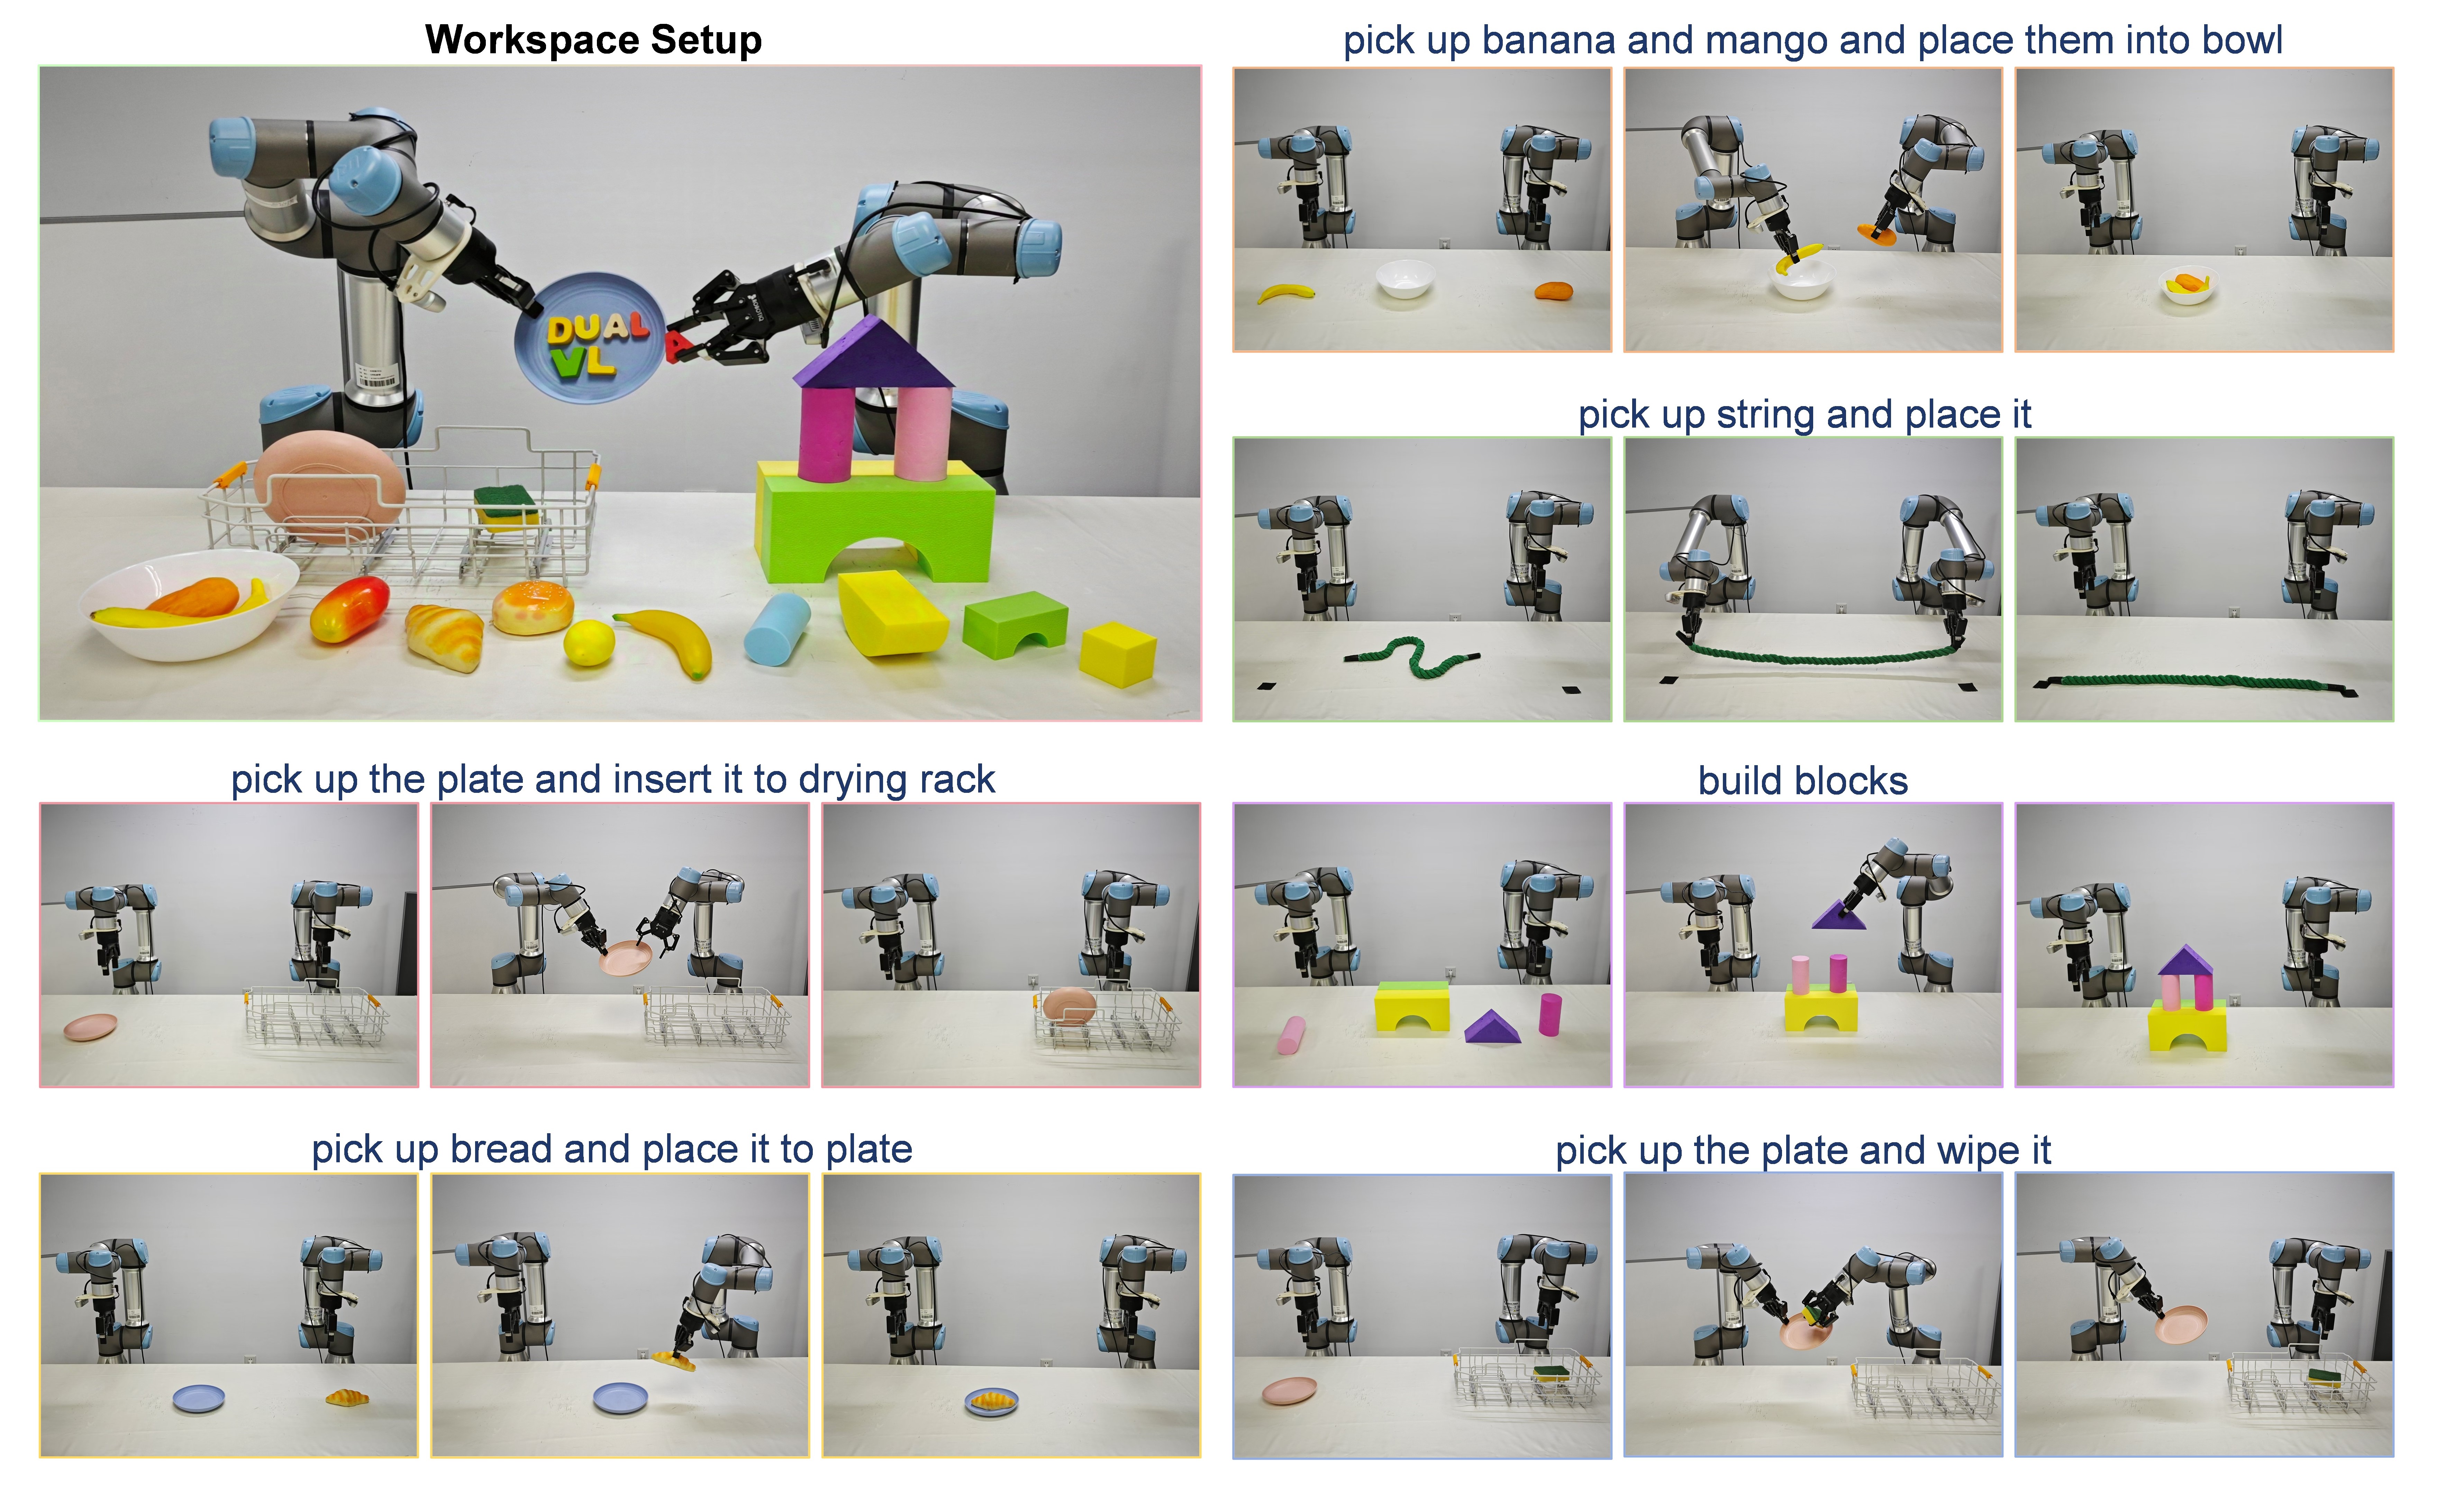 Workspace Setup
DUAL
VL
A
pick up banana and mango and place them into bowl
pick up string and place it
pick up the plate and insert it to drying rack
build blocks
pick up bread and place it to plate
pick up the plate and wipe it